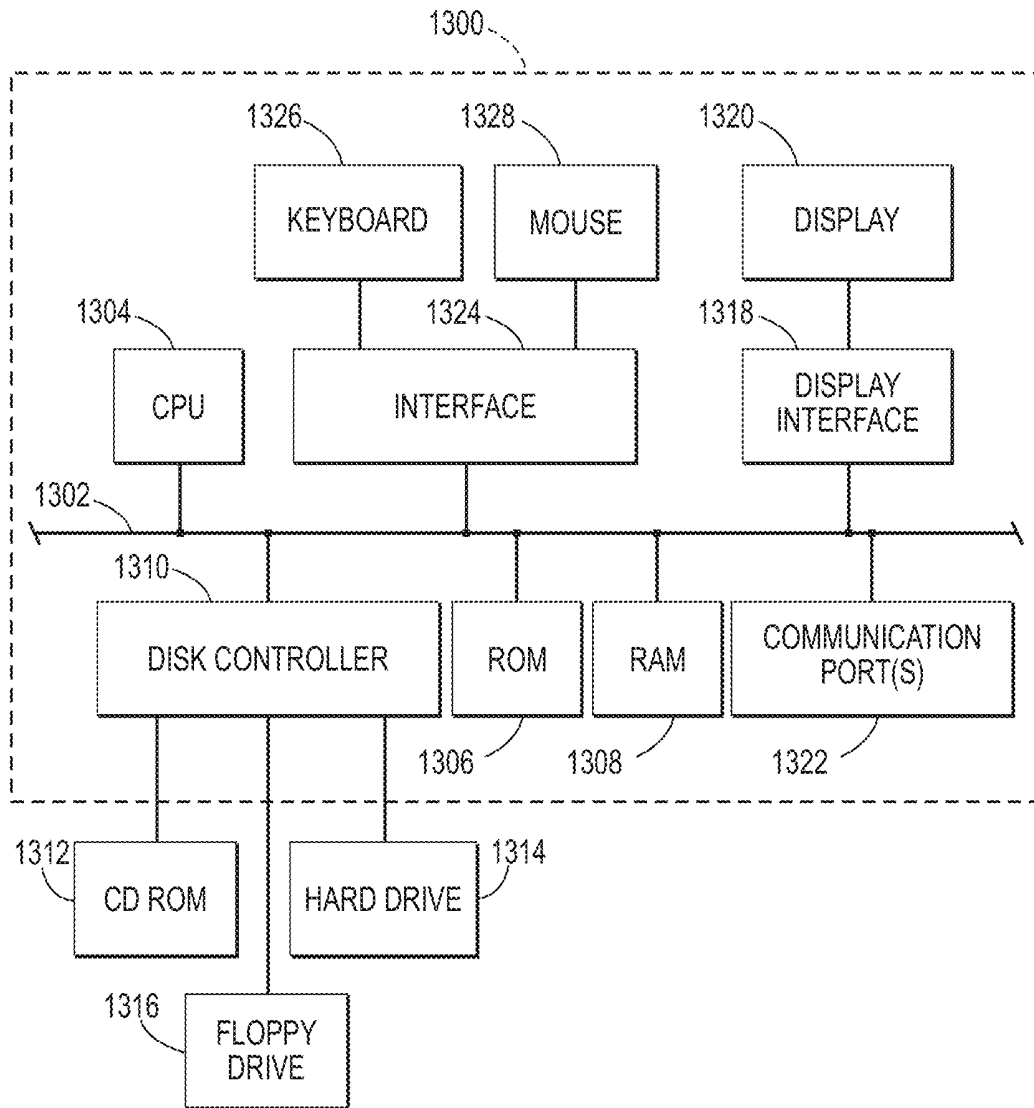 1300
1326
1328
1320
KEYBOARD
MOUSE
DISPLAY
1304
1324
1318
CPU
INTERFACE
DISPLAY
INTERFACE
1302
1310
DISK CONTROLLER
ROM
RAM
COMMUNICATION
PORT(S)
1306
1308
1322
1312
1314
CD ROM
HARD DRIVE
1316
FLOPPY
DRIVE